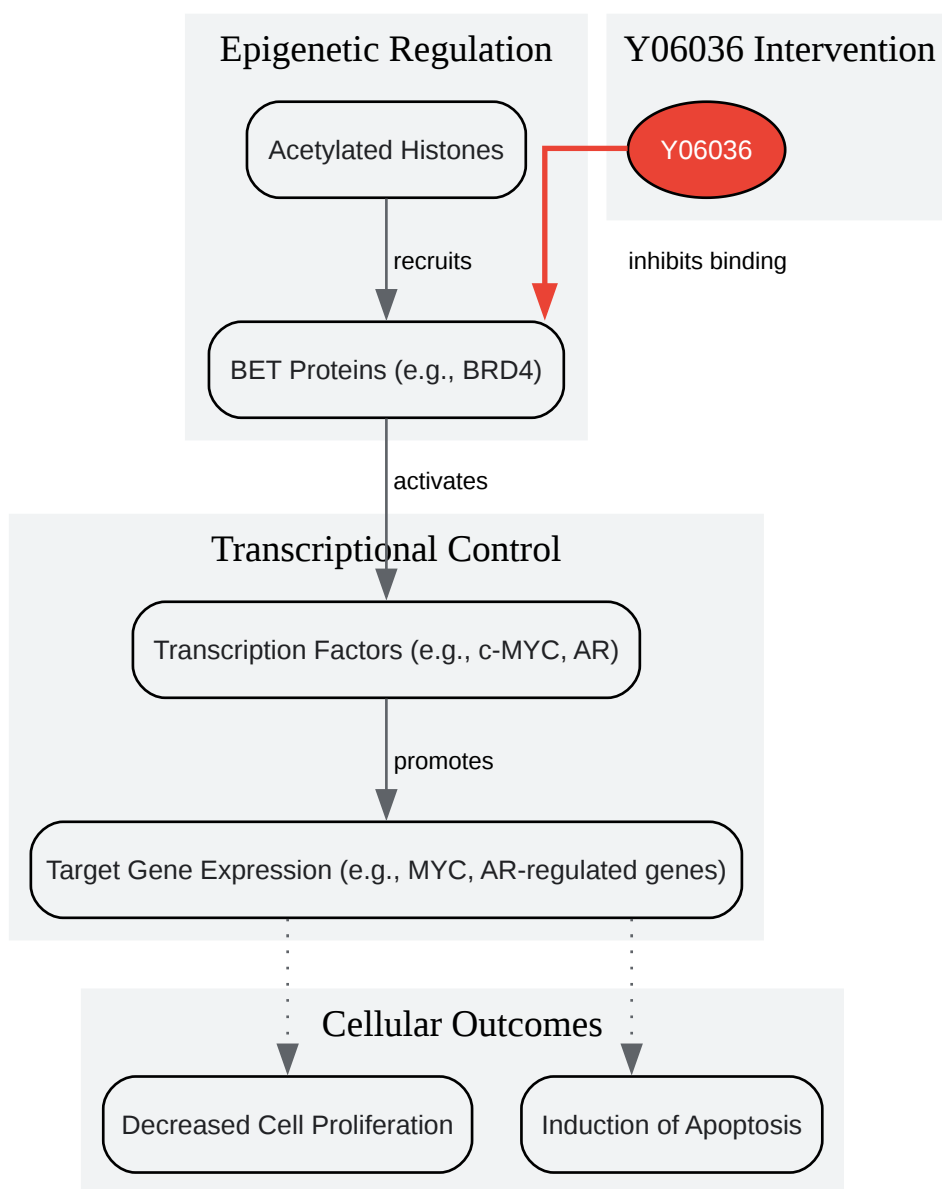 Epigenetic Regulation
Y06036 Intervention
Acetylated Histones
Y06036
recruits
inhibits binding
BET Proteins (e.g., BRD4)
activates
Transcriptional Control
Transcription Factors (e.g., c-MYC, AR)
promotes
Target Gene Expression (e.g., MYC, AR-regulated genes)
Cellular Outcomes
Decreased Cell Proliferation
Induction of Apoptosis